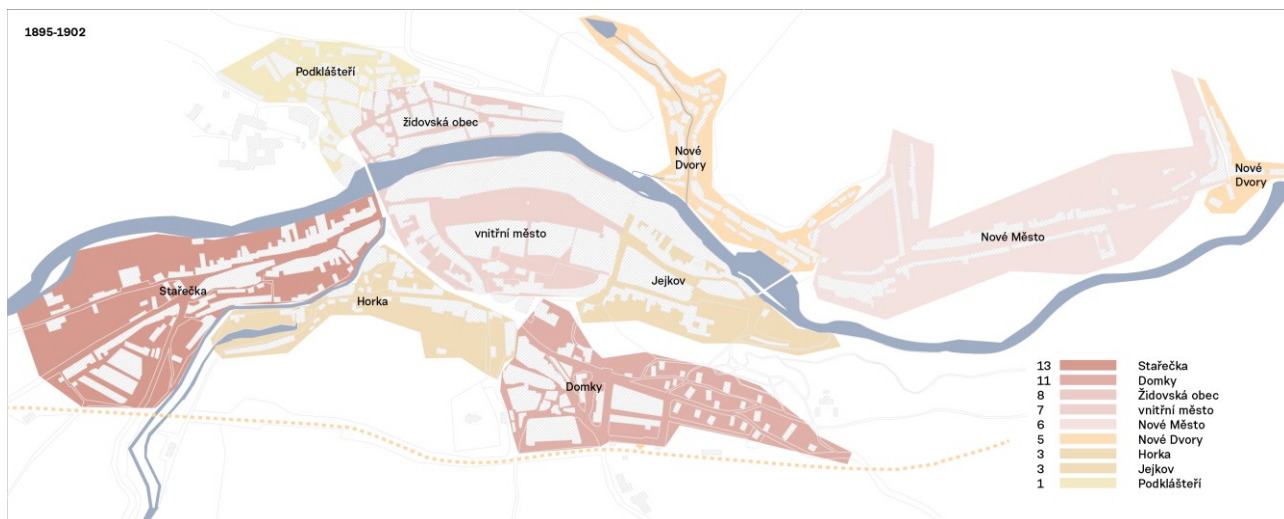 1895-1902
Podklášteří
židovská obec
Nové
Dvory
Nové
Dvory
vnitřní město
Nové Město
Jejkov
Stařečka
Horka
Domky
13 Stařečka
11 Domky
8 Židovská obec
7 vnitřní město
6 Nové Město
5 Nové Dvory
3 Horka
3 Jejkov
1 Podklášteří